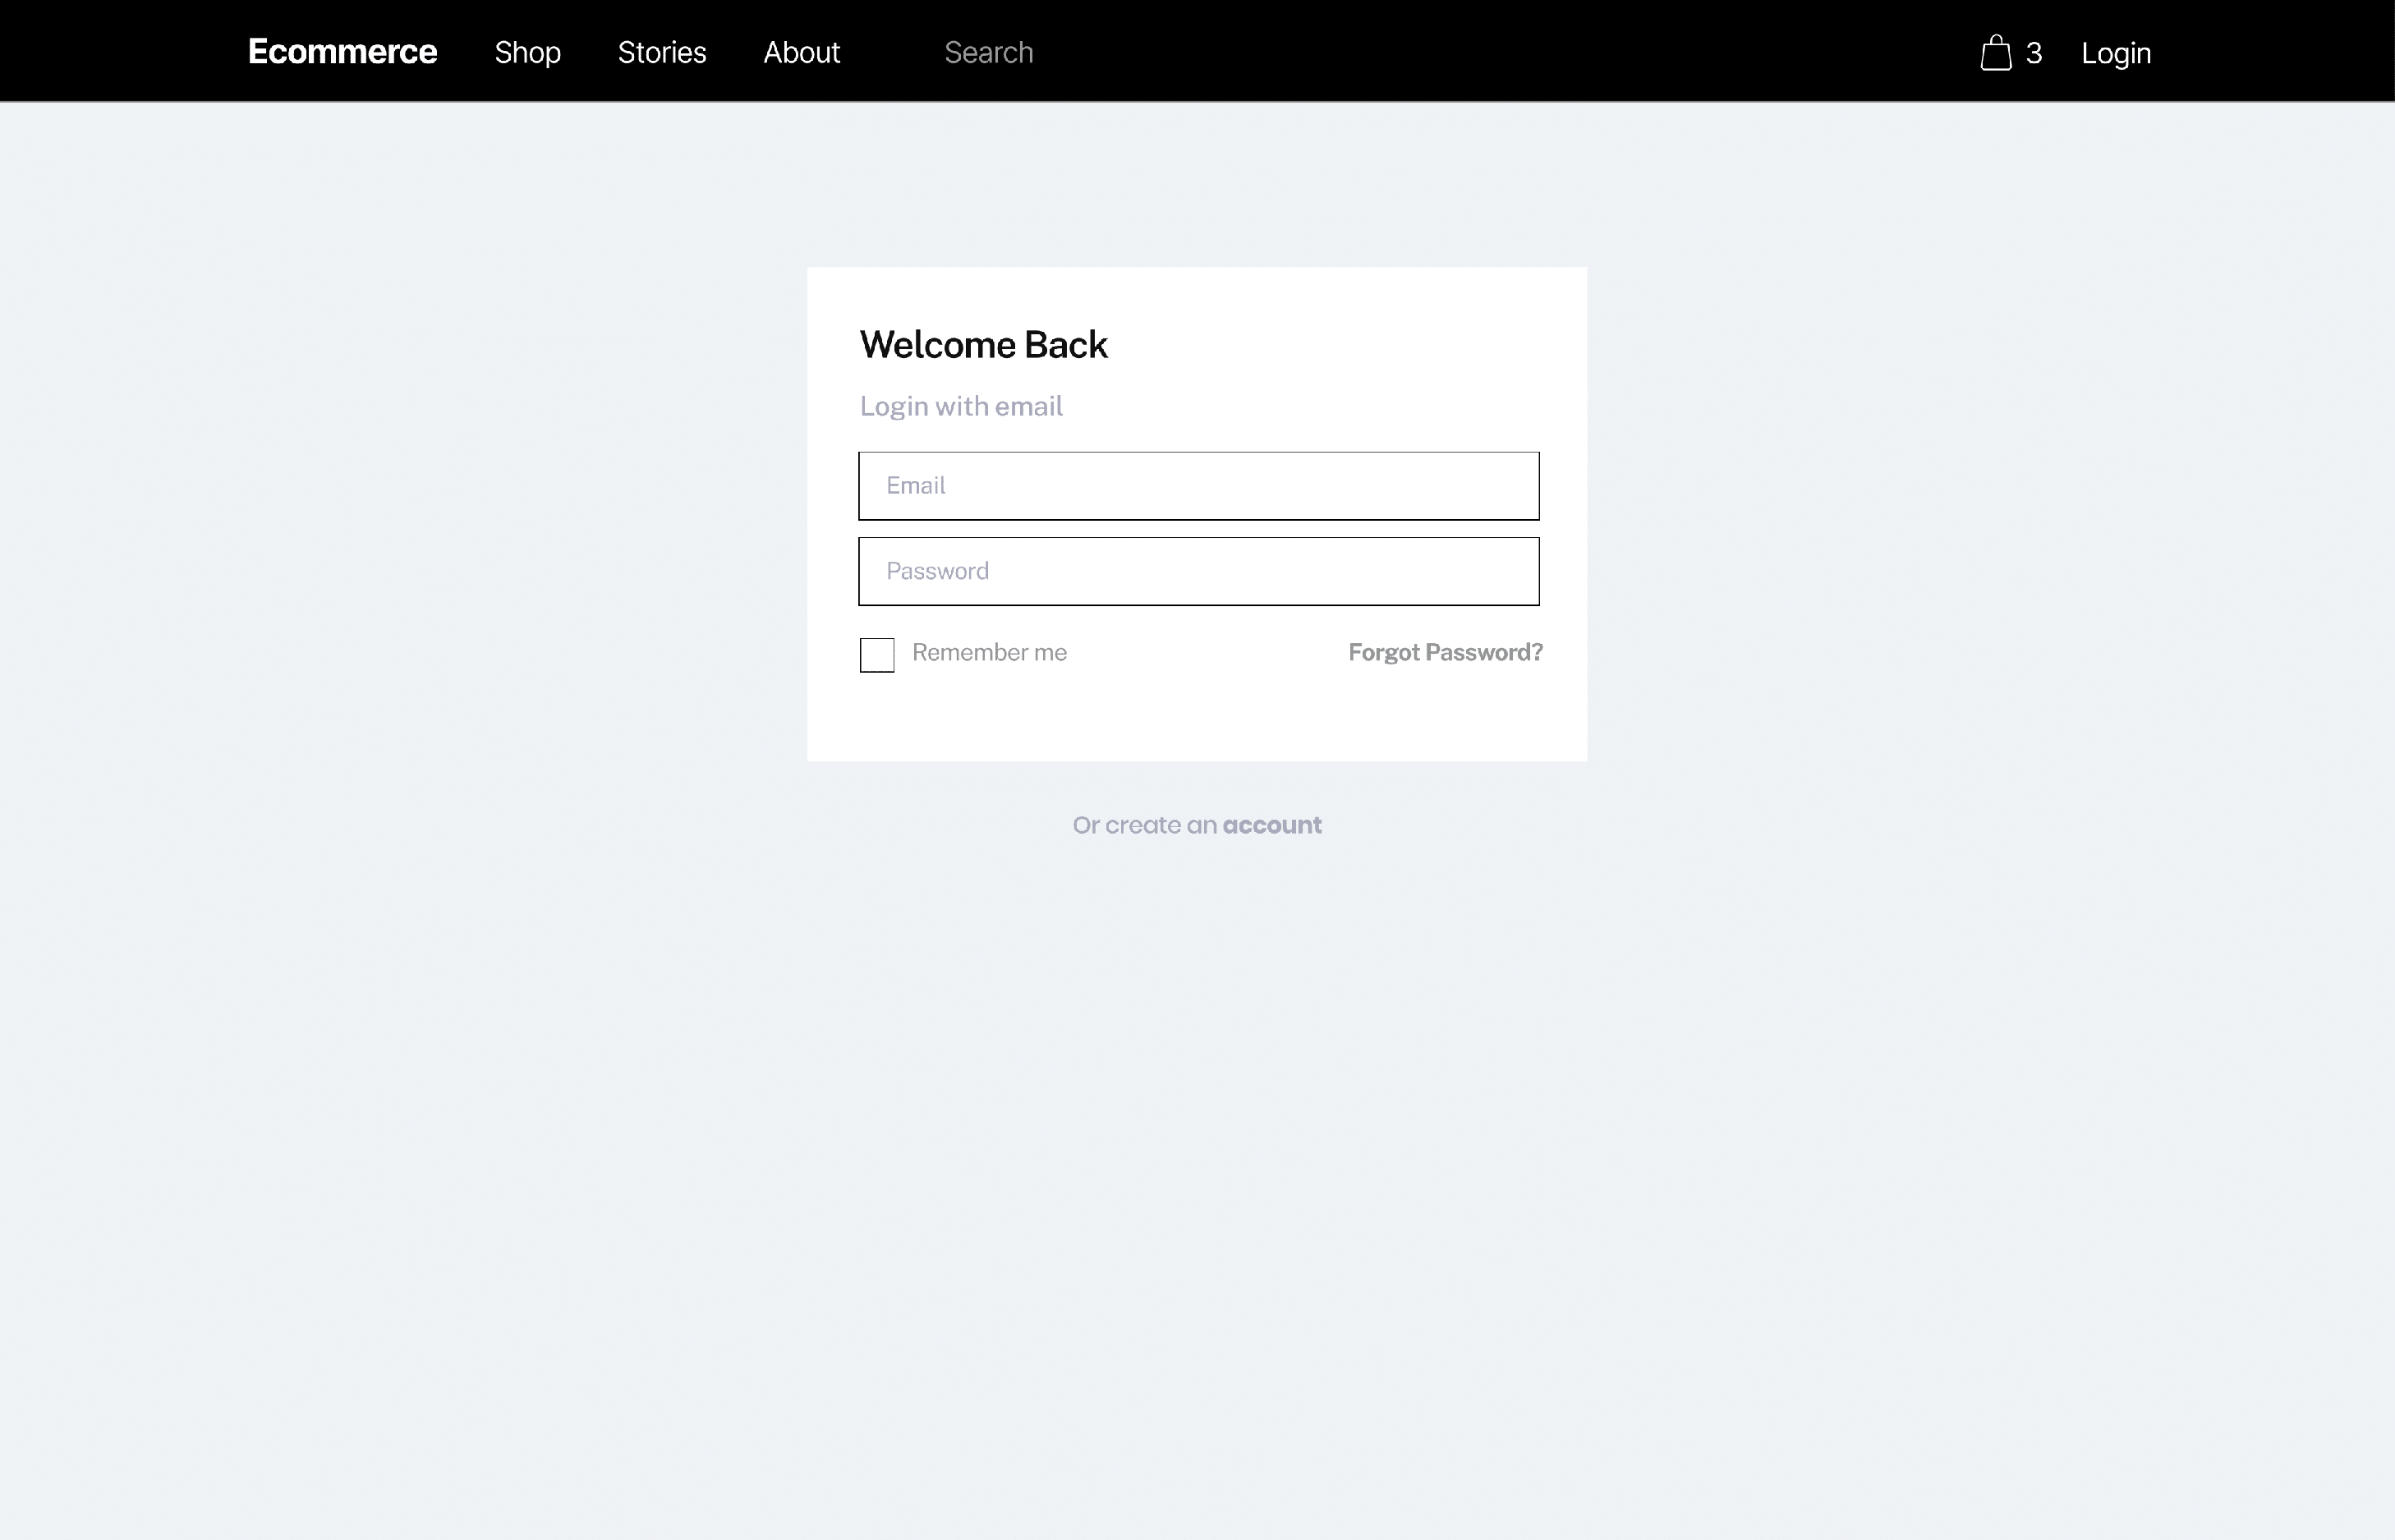 Ecommerce Shop Stories About Search 3 Login
Welcome Back
Login with email
Email
Password
Remember me Forgot Password?
Or create an account